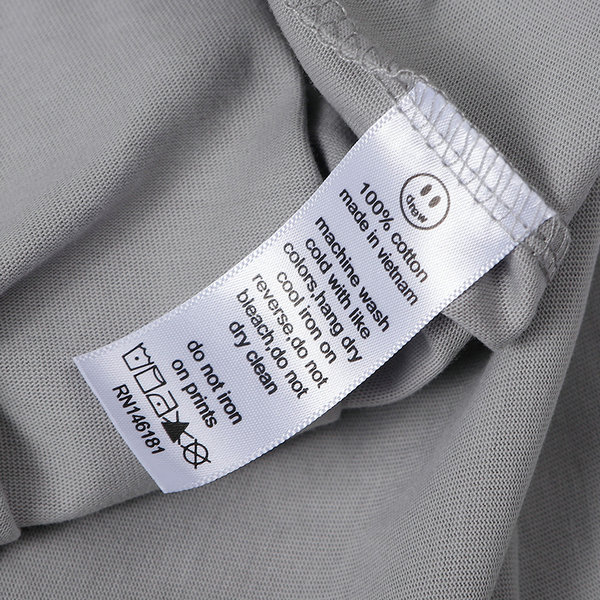 drew
100% cotton
made in vietnam
machine wash
cold with like
colors,hang dry
cool iron on
reverse,do not
bleach,do not
dry clean
do not iron
on prints
RN146181